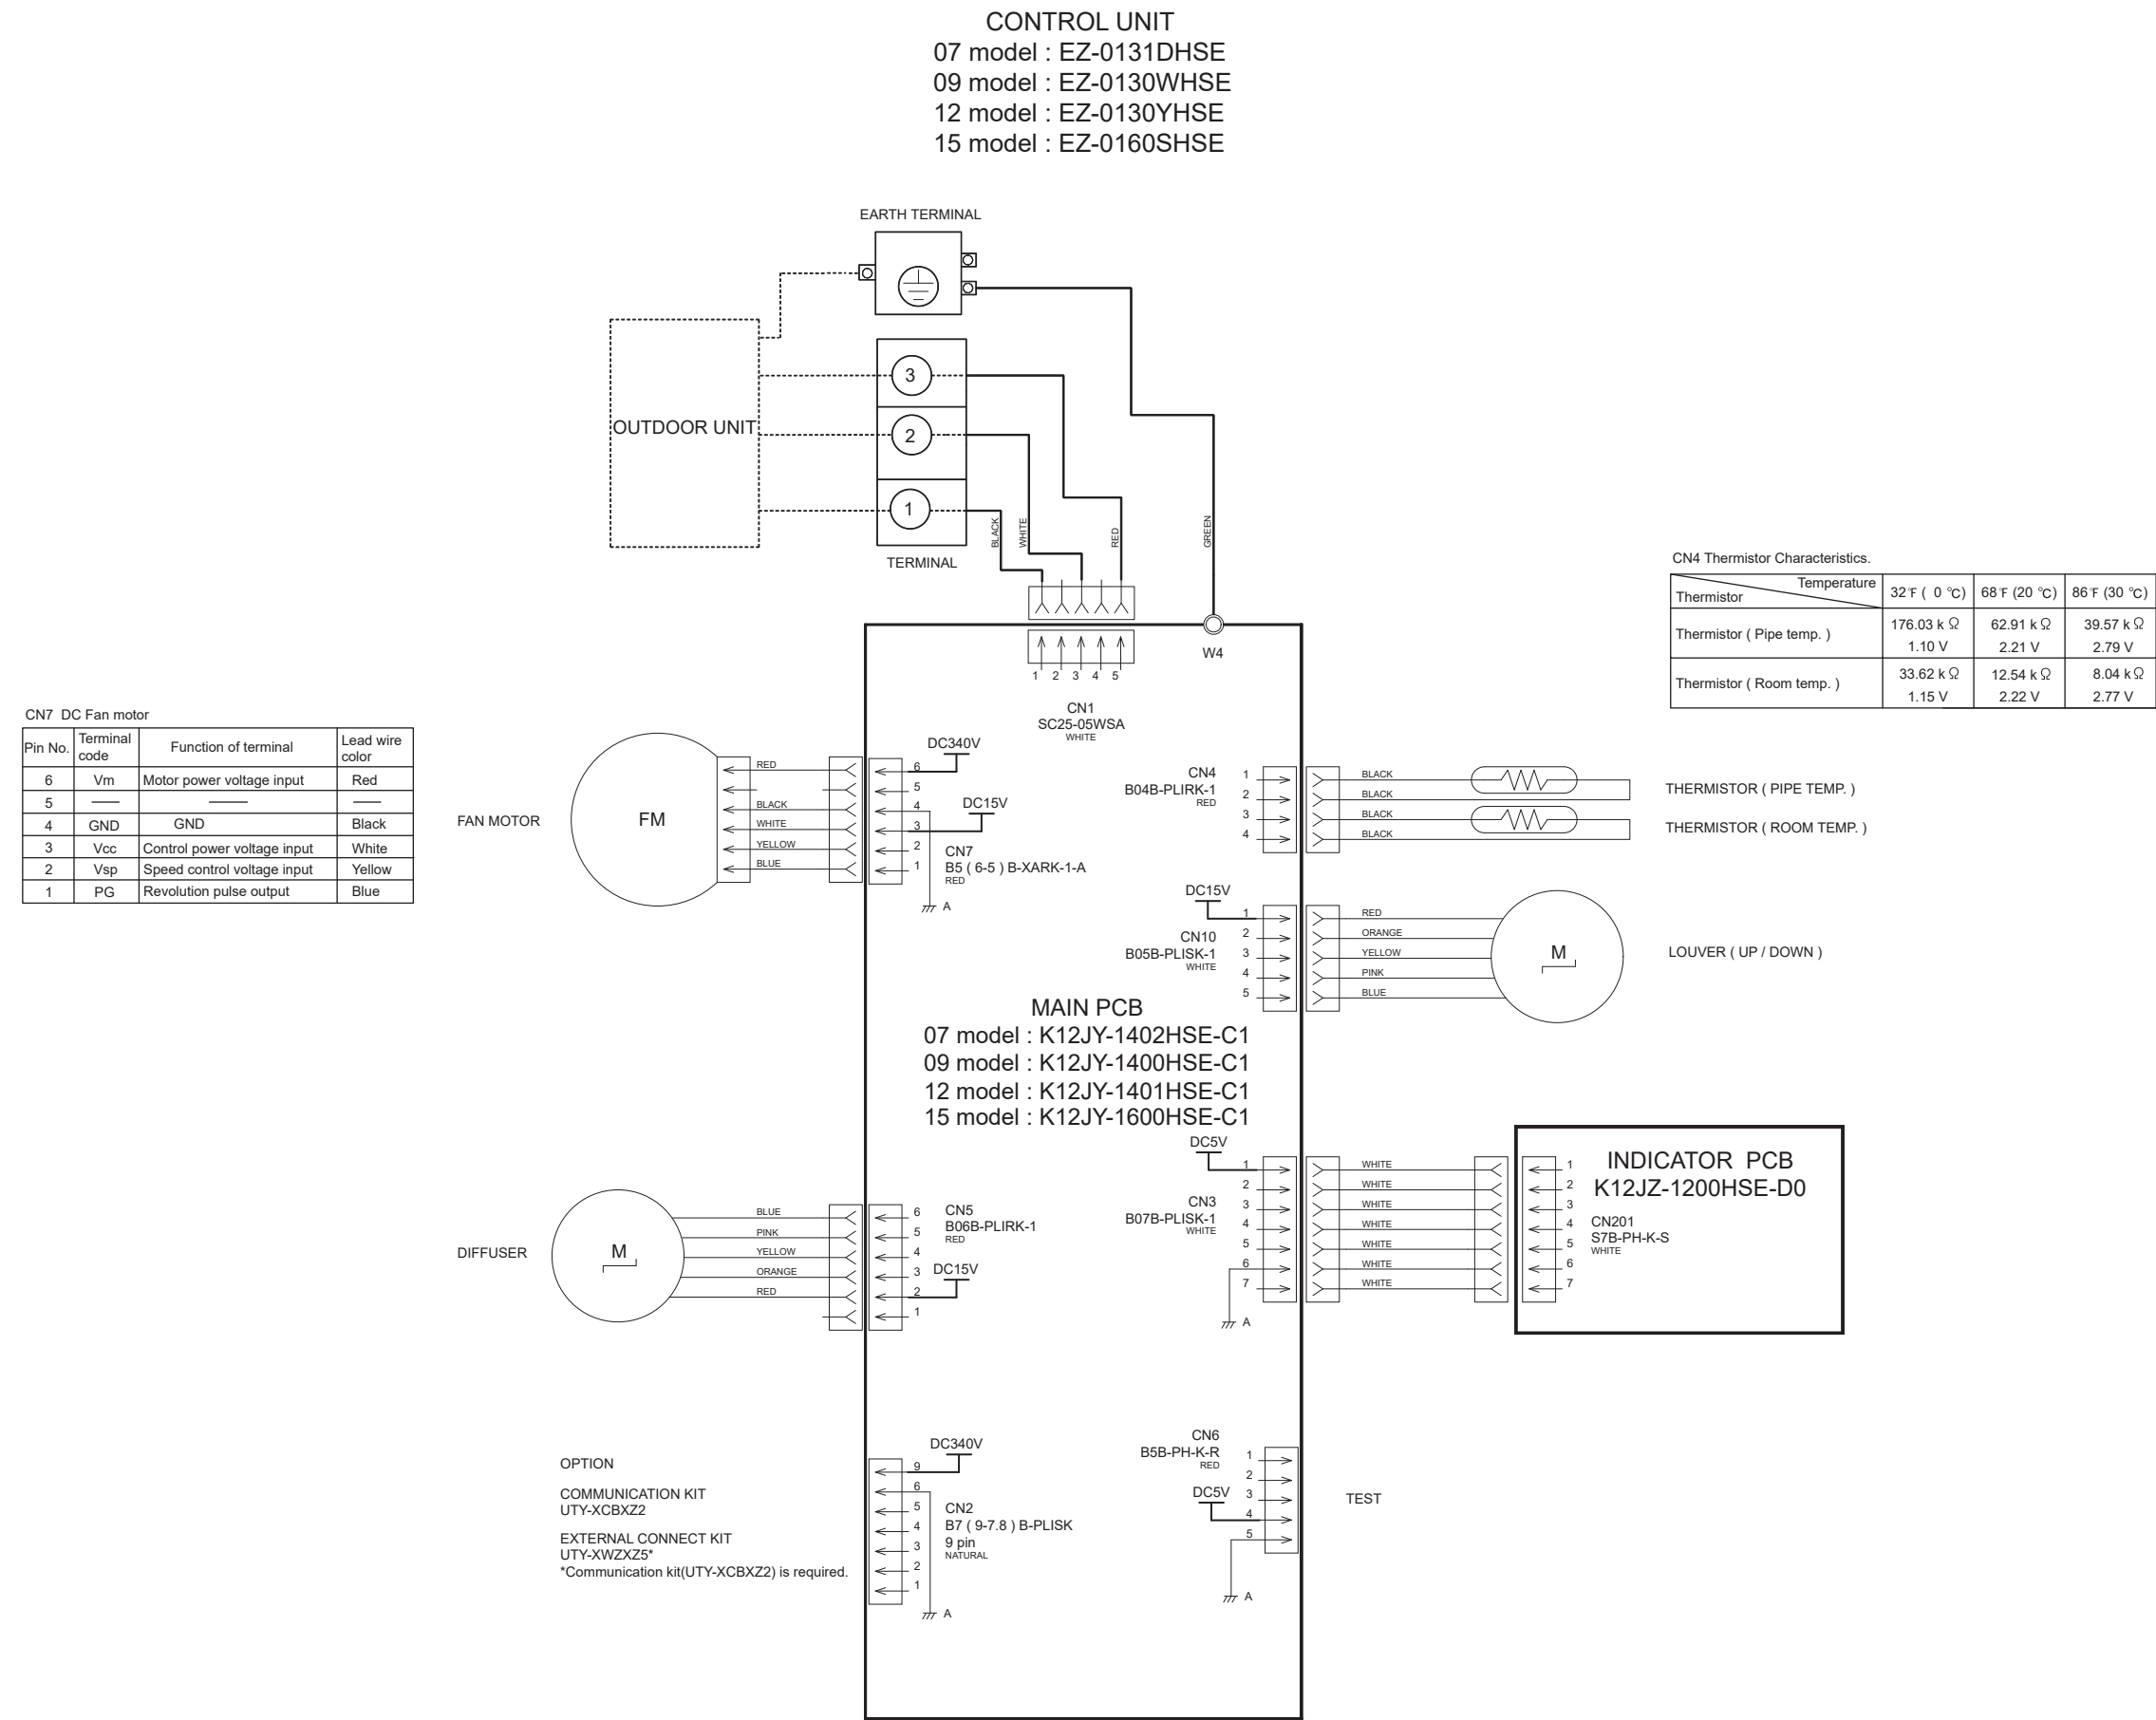 CONTROL UNIT
07 model : EZ-0131DHSE
09 model : EZ-0130WHSE
12 model : EZ-0130YHSE
15 model : EZ-0160SHSE
EARTH TERMINAL
OUTDOOR UNIT
3
2
1
TERMINAL
BLACK
WHITE
RED
GREEN
W4
1 2 3 4 5
CN1
SC25-05WSA
WHITE
CN4 Thermistor Characteristics.
Temperature
Thermistor
32°F ( 0 °C) 68°F (20 °C) 86°F (30 °C)
Thermistor ( Pipe temp. )
176.03 k Ω 62.91 k Ω 39.57 k Ω
1.10 V 2.21 V 2.79 V
Thermistor ( Room temp. )
33.62 k Ω 12.54 k Ω 8.04 k Ω
1.15 V 2.22 V 2.77 V
CN7 DC Fan motor
Pin No. Terminal code Function of terminal Lead wire color
6 Vm Motor power voltage input Red
5
4 GND GND Black
3 Vcc Control power voltage input White
2 Vsp Speed control voltage input Yellow
1 PG Revolution pulse output Blue
FAN MOTOR
FM
RED
BLACK
WHITE
YELLOW
BLUE
DC340V
6
5
4
DC15V
3
2
1
CN7
B5 ( 6-5 ) B-XARK-1-A
RED
A
CN4
B04B-PLIRK-1
RED
1
2
3
4
BLACK
BLACK
BLACK
BLACK
THERMISTOR ( PIPE TEMP. )
THERMISTOR ( ROOM TEMP. )
DC15V
CN10
B05B-PLISK-1
WHITE
1
2
3
4
5
RED
ORANGE
YELLOW
PINK
BLUE
M
LOUVER ( UP / DOWN )
MAIN PCB
07 model : K12JY-1402HSE-C1
09 model : K12JY-1400HSE-C1
12 model : K12JY-1401HSE-C1
15 model : K12JY-1600HSE-C1
DC5V
CN3
B07B-PLISK-1
WHITE
1
2
3
4
5
6
7
A
WHITE
WHITE
WHITE
WHITE
WHITE
WHITE
WHITE
1
2
3
4
5
6
7
INDICATOR PCB
K12JZ-1200HSE-D0
CN201
S7B-PH-K-S
WHITE
DIFFUSER
M
BLUE
PINK
YELLOW
ORANGE
RED
6
5
4
3
2
1
CN5
B06B-PLIRK-1
RED
DC15V
OPTION
COMMUNICATION KIT
UTY-XCBXZ2
EXTERNAL CONNECT KIT
UTY-XWZXZ5*
*Communication kit(UTY-XCBXZ2) is required.
DC340V
9
6
5
4
3
2
1
CN2
B7 ( 9-7.8 ) B-PLISK
9 pin
NATURAL
A
CN6
B5B-PH-K-R
RED
DC5V
1
2
3
4
5
A
TEST